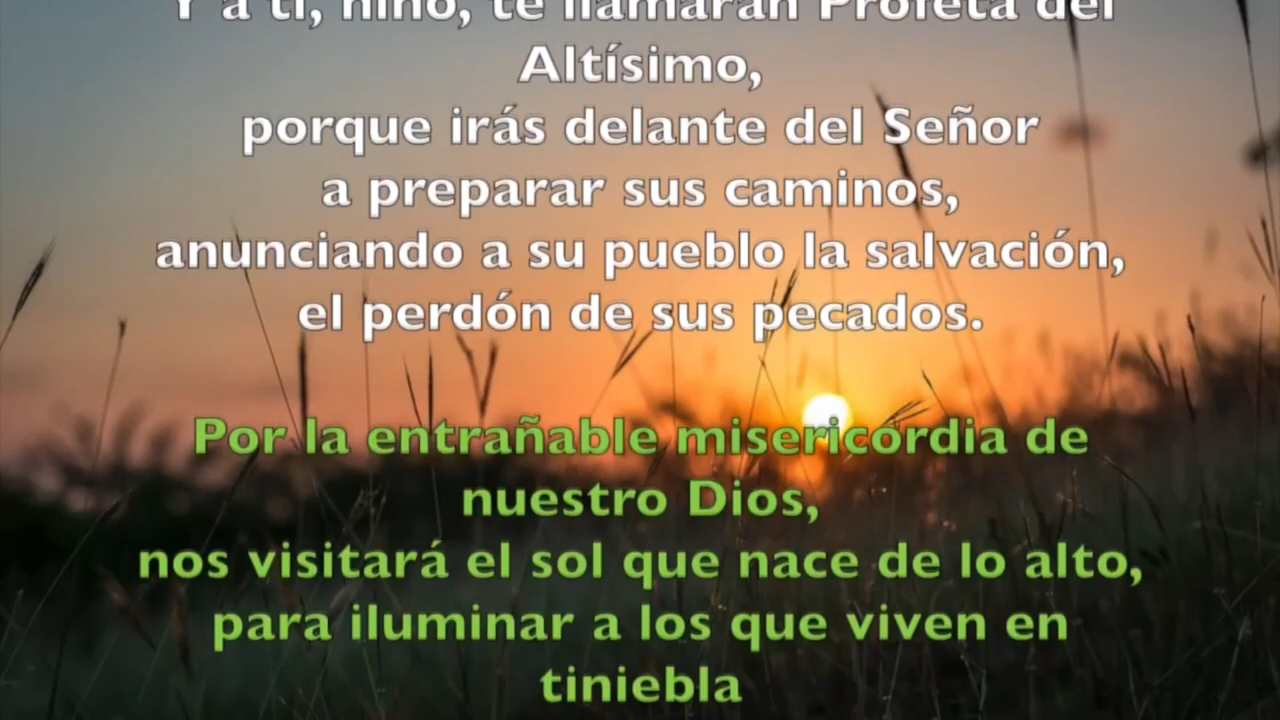 Y a ti, niño, te llamarán Profeta del
Altísimo,
porque irás delante del Señor
a preparar sus caminos,
anunciando a su pueblo la salvación,
el perdón de sus pecados.
Por la entrañable misericordia de
nuestro Dios,
nos visitará el sol que nace de lo alto,
para iluminar a los que viven en
tiniebla